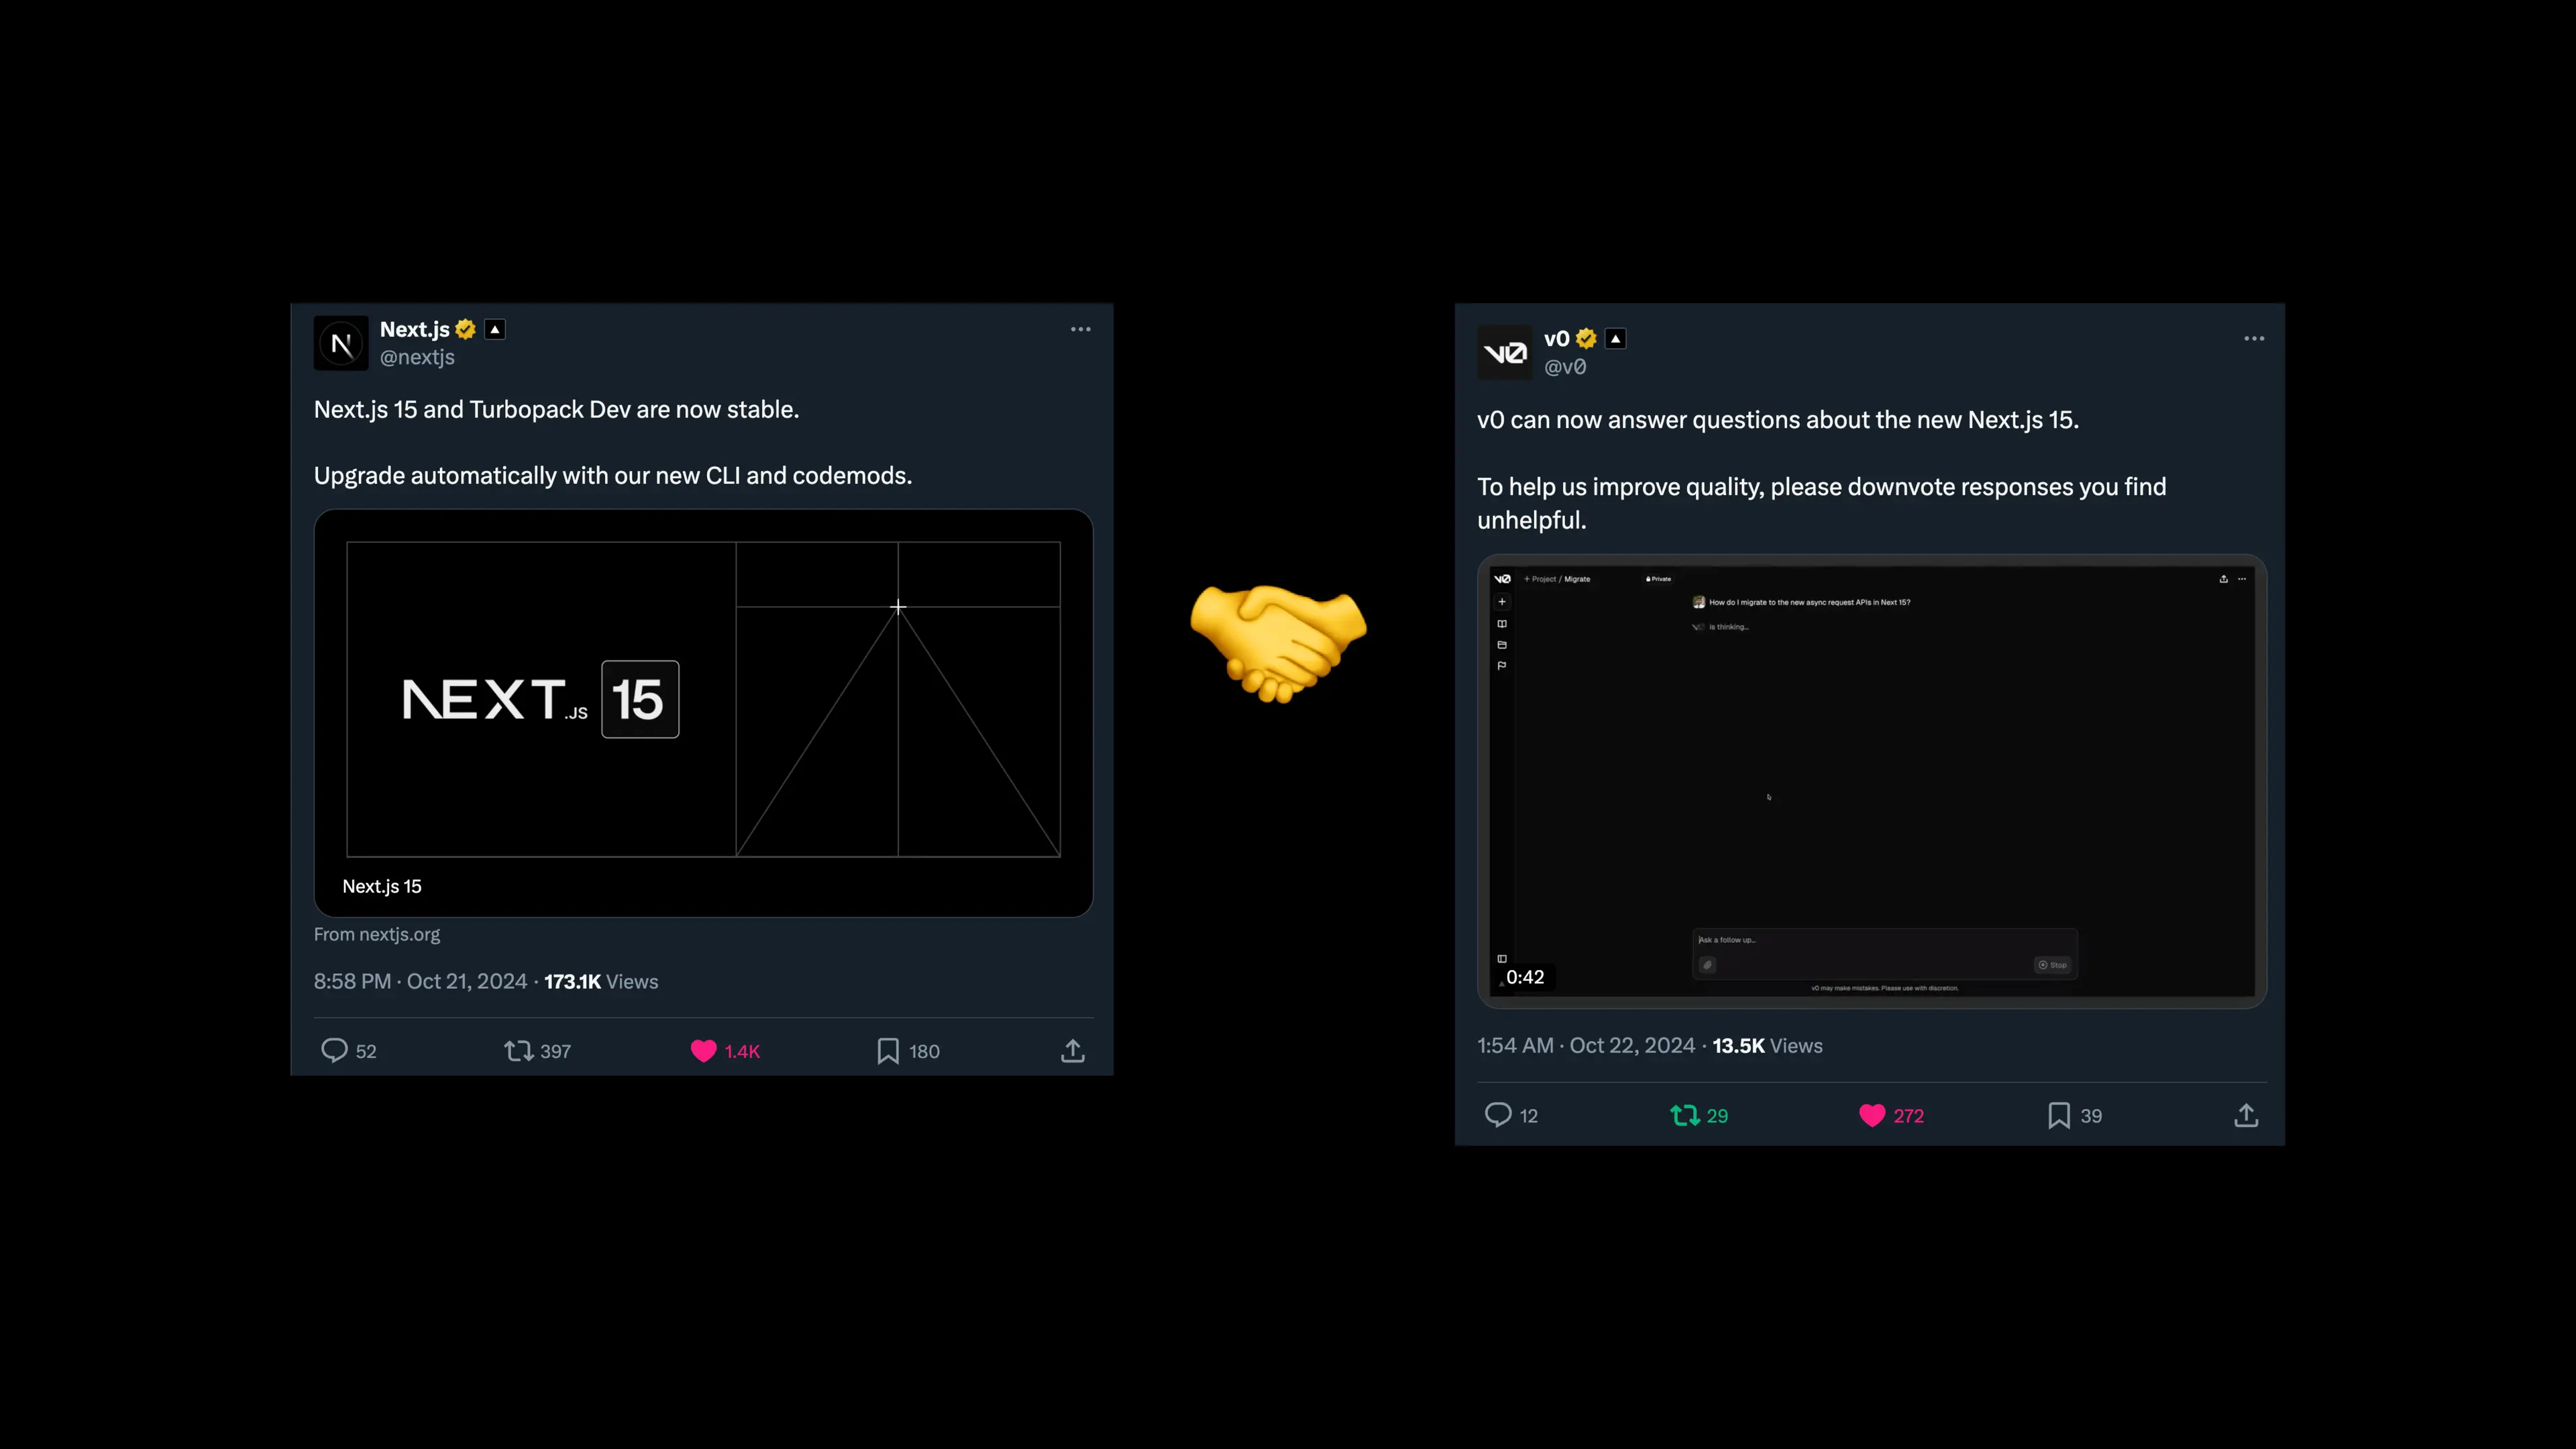 Next.js
@nextjs
Next.js 15 and Turbopack Dev are now stable.
Upgrade automatically with our new CLI and codemods.
NEXT.JS 15
Next.js 15
From nextjs.org
8:58 PM · Oct 21, 2024 · 173.1K Views
52 397 1.4K 180
v0
v0
@v0
v0 can now answer questions about the new Next.js 15.
To help us improve quality, please downvote responses you find
unhelpful.
v0 + Project / Migrate Private
How do I migrate to the new async request APIs in Next 15?
v0 is thinking...
Ask a follow up...
Stop
0:42
v0 may make mistakes. Please use with discretion.
1:54 AM · Oct 22, 2024 · 13.5K Views
12 29 272 39